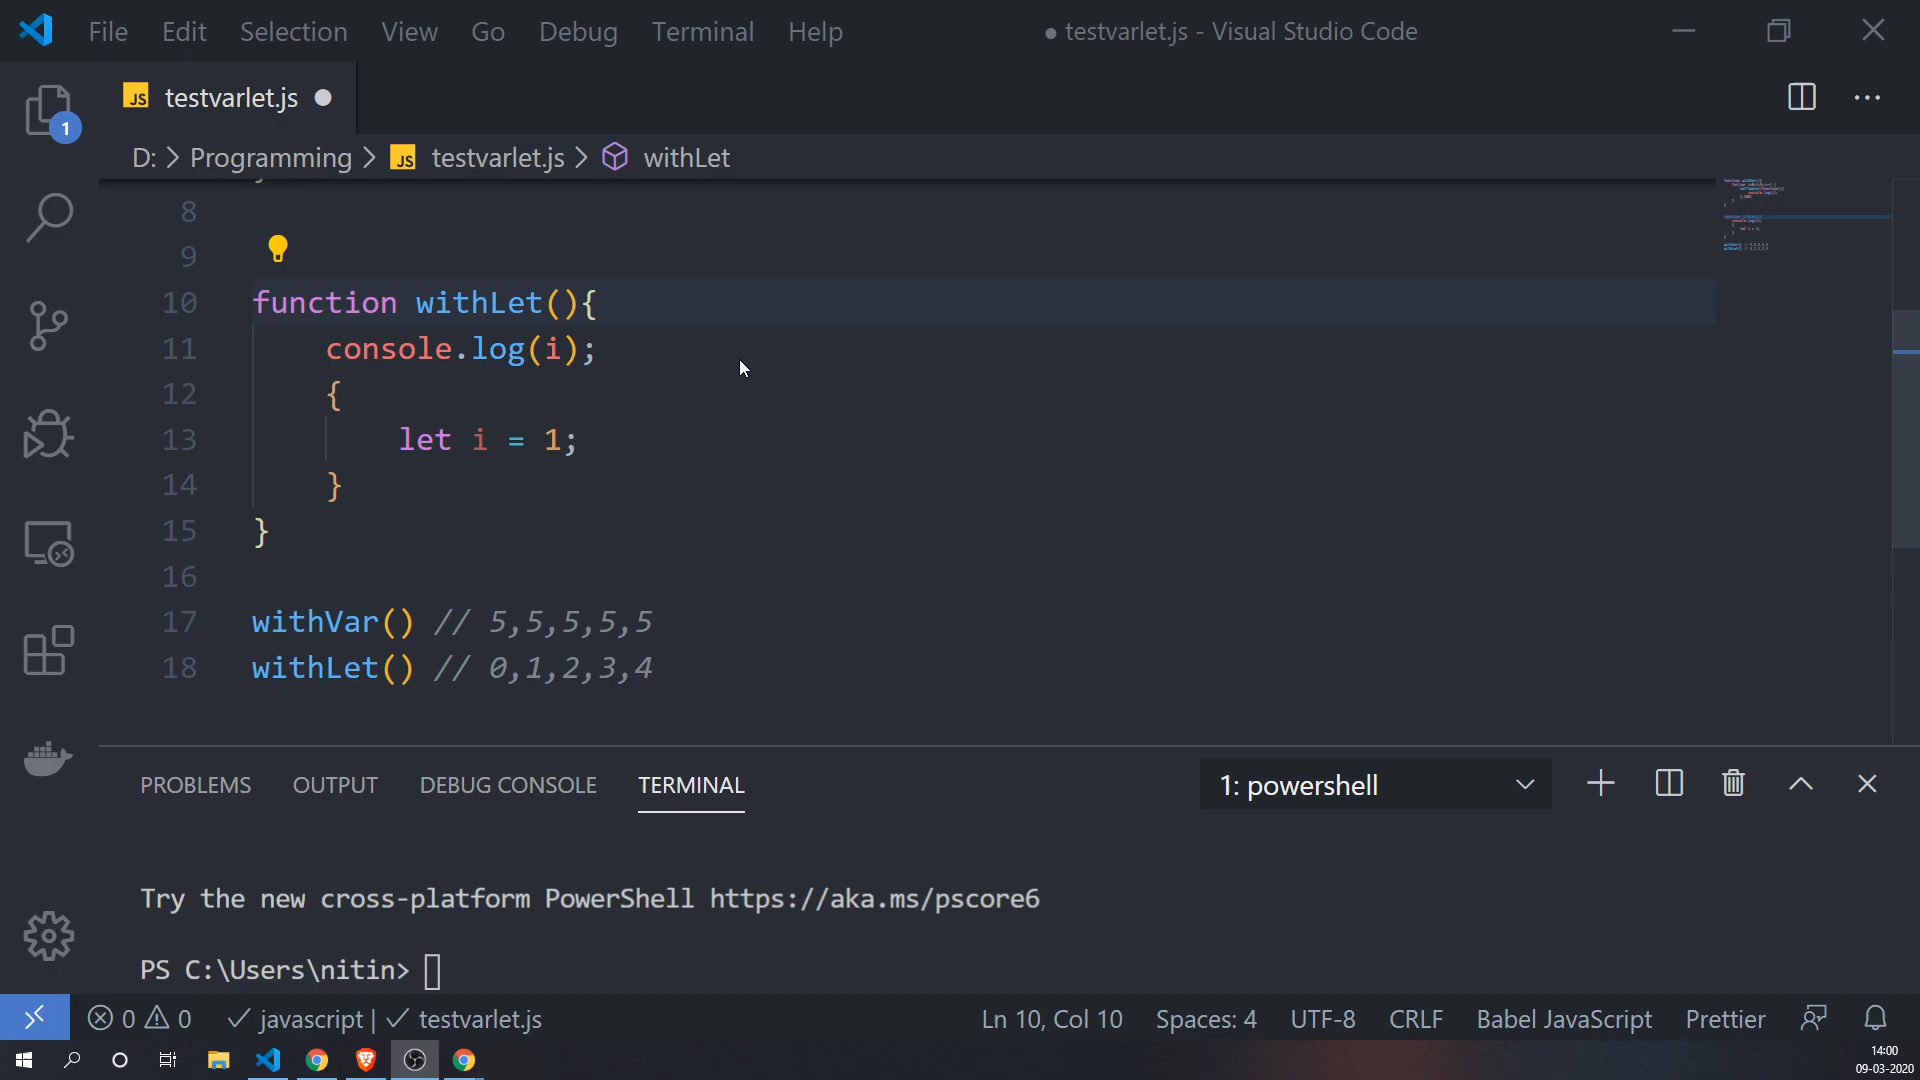 File Edit Selection View Go Debug Terminal Help ● testvarlet.js - Visual Studio Code
JS testvarlet.js ●
1
D: > Programming > JS testvarlet.js > withLet
8
9
10 function withLet(){
11 console.log(i);
12 {
13 let i = 1;
14 }
15 }
16
17 withVar() // 5,5,5,5,5
18 withLet() // 0,1,2,3,4
PROBLEMS OUTPUT DEBUG CONSOLE TERMINAL 1: powershell
Try the new cross-platform PowerShell https://aka.ms/pscore6
PS C:\Users\nitin>
0 0 javascript | testvarlet.js Ln 10, Col 10 Spaces: 4 UTF-8 CRLF Babel JavaScript Prettier
14:00
09-03-2020